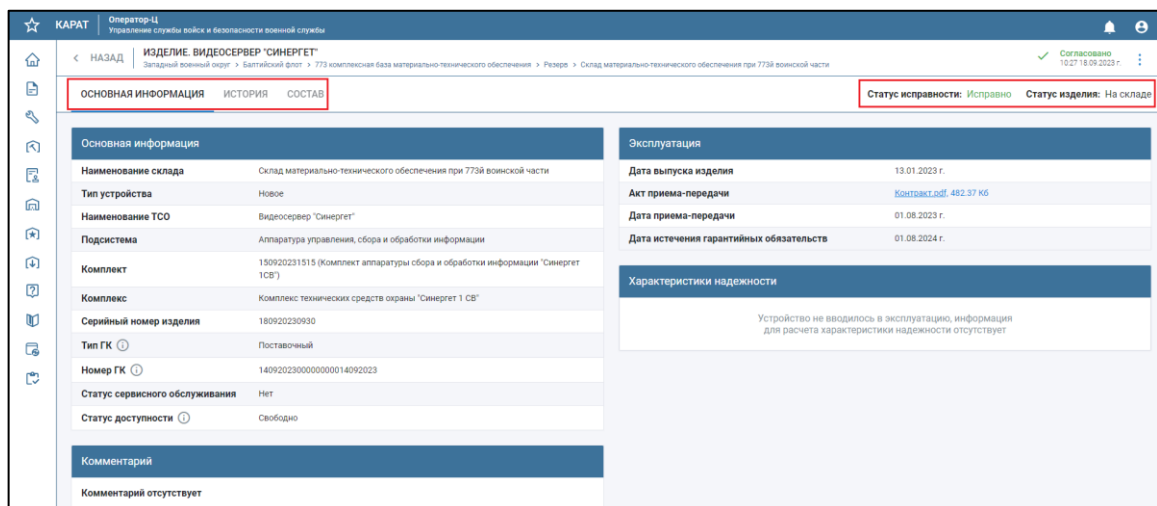 КАРАТ
Оператор-Ц
Управление службы войск и безопасности военной службы
НАЗАД
ИЗДЕЛИЕ. ВИДЕОСЕРВЕР "СИНЕРГЕТ"
Западный военный округ > Балтийский флот > 773 комплексная база материально-технического обеспечения > Резерв > Склад материально-технического обеспечения при 773й воинской части
Согласовано
10:27 18.09.2023 г.
ОСНОВНАЯ ИНФОРМАЦИЯ ИСТОРИЯ СОСТАВ
Статус исправности: Исправно Статус изделия: На складе
Основная информация
Наименование склада Склад материально-технического обеспечения при 773й воинской части
Тип устройства Новое
Наименование ТСО Видеосервер "Синергет"
Подсистема Аппаратура управления, сбора и обработки информации
Комплект 150920231515 (Комплект аппаратуры сбора и обработки информации "Синергет
1СВ")
Комплекс Комплекс технических средств охраны "Синергет 1 СВ"
Серийный номер изделия 180920230930
Тип ГК Поставочный
Номер ГК 1409202300000000014092023
Статус сервисного обслуживания Нет
Статус доступности Свободно
Комментарий
Комментарий отсутствует
Эксплуатация
Дата выпуска изделия 13.01.2023 г.
Акт приема-передачи Контракт.pdf, 482.37 Кб
Дата приема-передачи 01.08.2023 г.
Дата истечения гарантийных обязательств 01.08.2024 г.
Характеристики надежности
Устройство не вводилось в эксплуатацию, информация
для расчета характеристики надежности отсутствует